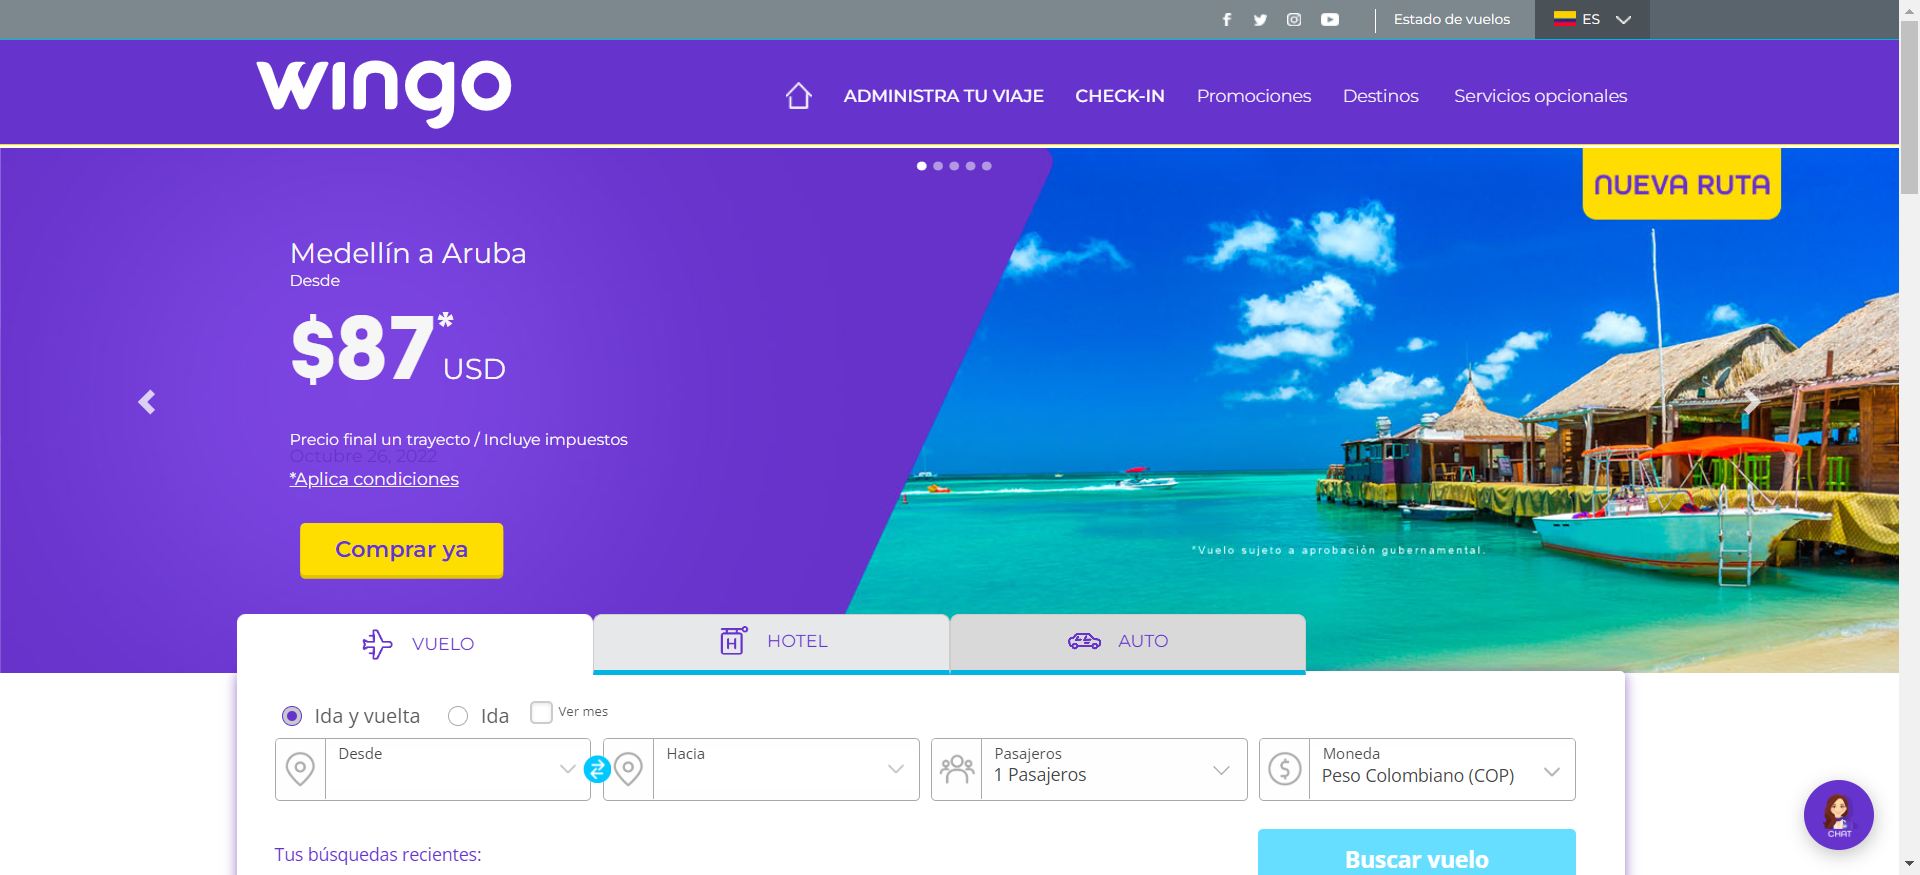 Estado de vuelos
ES
wingo
ADMINISTRA TU VIAJE
CHECK-IN
Promociones
Destinos
Servicios opcionales
NUEVA RUTA
Medellín a Aruba
Desde
$87*
USD
Precio final un trayecto / Incluye impuestos
Octubre 26, 2022
*Aplica condiciones
Comprar ya
*Vuelo sujeto a aprobación gubernamental.
VUELO
HOTEL
AUTO
Ida y vuelta
Ida
Ver mes
Desde
Hacia
Pasajeros
1 Pasajeros
Moneda
Peso Colombiano (COP)
CHAT
Tus búsquedas recientes:
Buscar vuelo